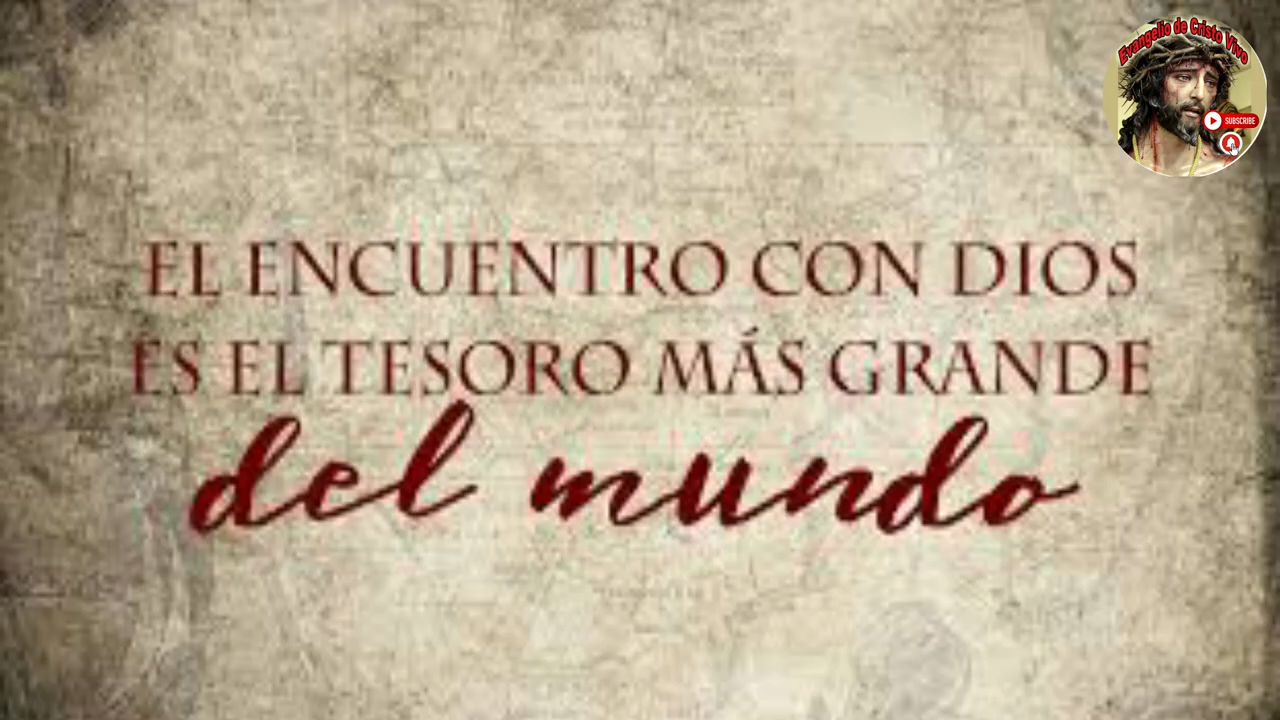 Evangelio de Cristo Vivo
SUBSCRIBE
EL ENCUENTRO CON DIOS
ES EL TESORO MÁS GRANDE
del mundo